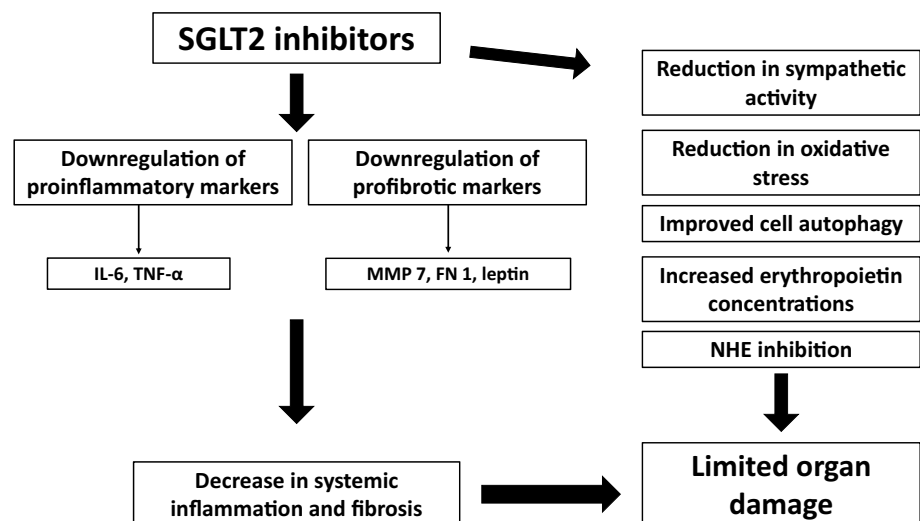 SGLT2 inhibitors
Downregulation of
proinflammatory markers
Downregulation of
profibrotic markers
IL-6, TNF-α
MMP 7, FN 1, leptin
Decrease in systemic
inflammation and fibrosis
Reduction in sympathetic
activity
Reduction in oxidative
stress
Improved cell autophagy
Increased erythropoietin
concentrations
NHE inhibition
Limited organ
damage